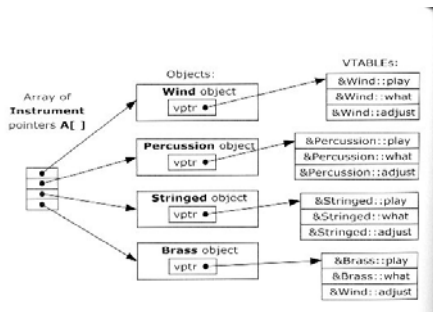 Array of
Instrument
pointers A[ ]
Objects:
Wind object
vptr
Percussion object
vptr
Stringed object
vptr
Brass object
vptr
VTABLEs:
&Wind::play
&Wind::what
&Wind::adjust
&Percussion::play
&Percussion::what
&Percussion::adjust
&Stringed::play
&Stringed::what
&Stringed::adjust
&Brass::play
&Brass::what
&Wind::adjust